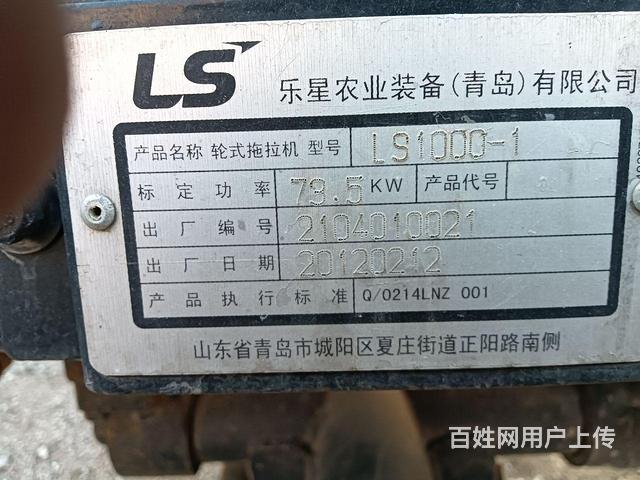 LS
乐星农业装备(青岛)有限公司
产品名称 轮式拖拉机 型号 LS1000-1
标定功率 79.5KW 产品代号
出厂编号 2104010021
出厂日期 20120212
产品执行标准 Q/0214LNZ 001
山东省青岛市城阳区夏庄街道正阳路南侧
百姓网用户上传